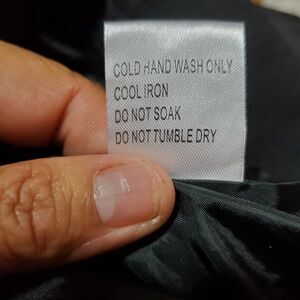 COLD HAND WASH ONLY
COOL IRON
DO NOT SOAK
DO NOT TUMBLE DRY